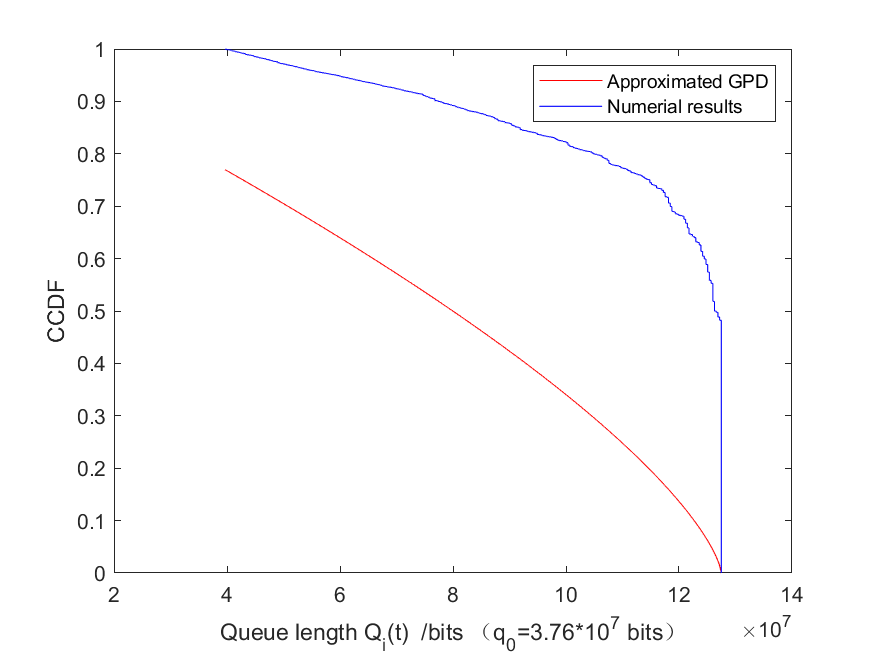 1
0.9
0.8
0.7
0.6
0.5
0.4
0.3
0.2
0.1
0
CCDF
Approximated GPD
Numerial results
2 4 6 8 10 12 14
×10^7
Queue length Q_i(t) /bits （q_0=3.76*10^7 bits）